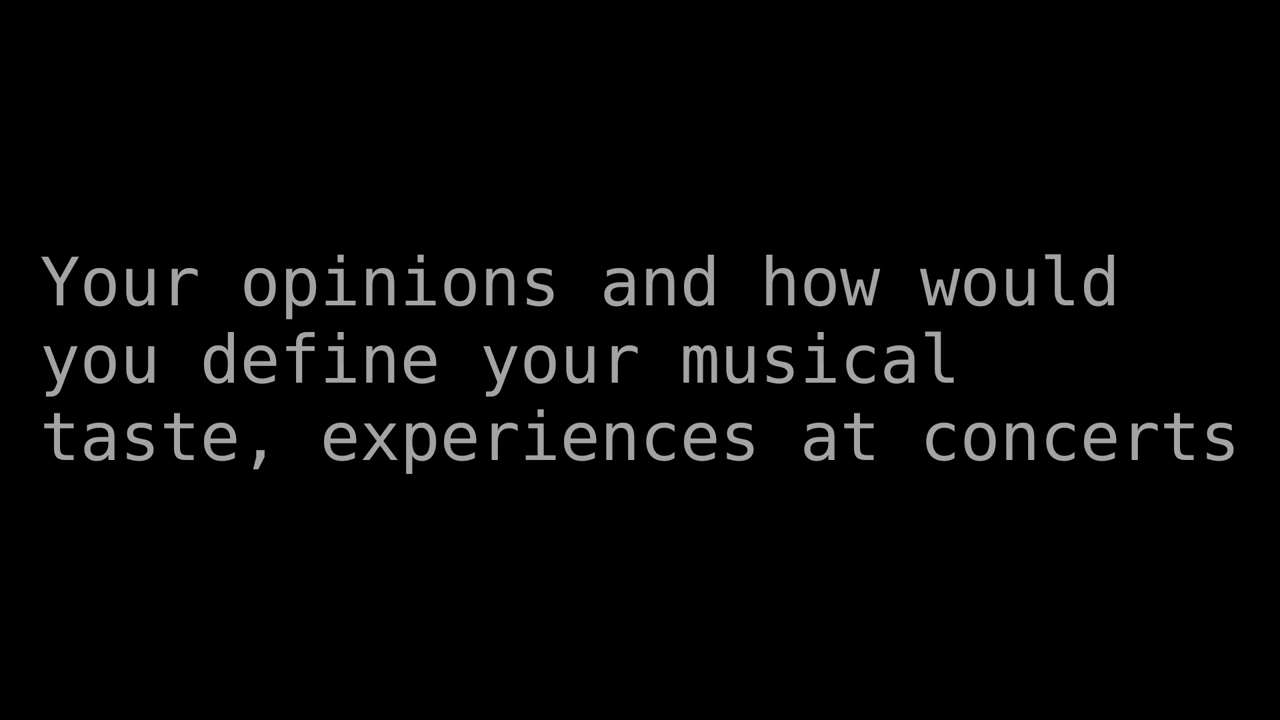 Your opinions and how would
you define your musical
taste, experiences at concerts